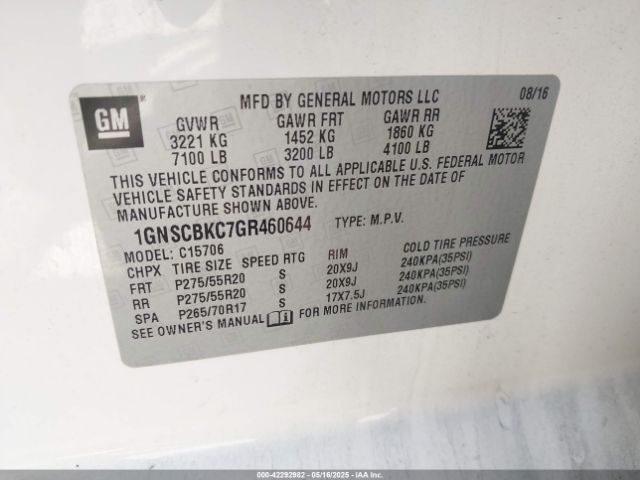 GM
MFD BY GENERAL MOTORS LLC 08/16
GVWR GAWR FRT GAWR RR
3221 KG 1452 KG 1860 KG
7100 LB 3200 LB 4100 LB
THIS VEHICLE CONFORMS TO ALL APPLICABLE U.S. FEDERAL MOTOR
VEHICLE SAFETY STANDARDS IN EFFECT ON THE DATE OF
MANUFACTURE SHOWN ABOVE.
1GNSCBKC7GR460644 TYPE: M.P.V.
MODEL: C15706
CHPX TIRE SIZE SPEED RTG RIM COLD TIRE PRESSURE
FRT P275/55R20 S 20X9J 240KPA(35PSI)
RR P275/55R20 S 20X9J 240KPA(35PSI)
SPA P265/70R17 S 17X7.5J 240KPA(35PSI)
SEE OWNER'S MANUAL FOR MORE INFORMATION.
000-42292982 - 05/16/2025 - IAAI.COM